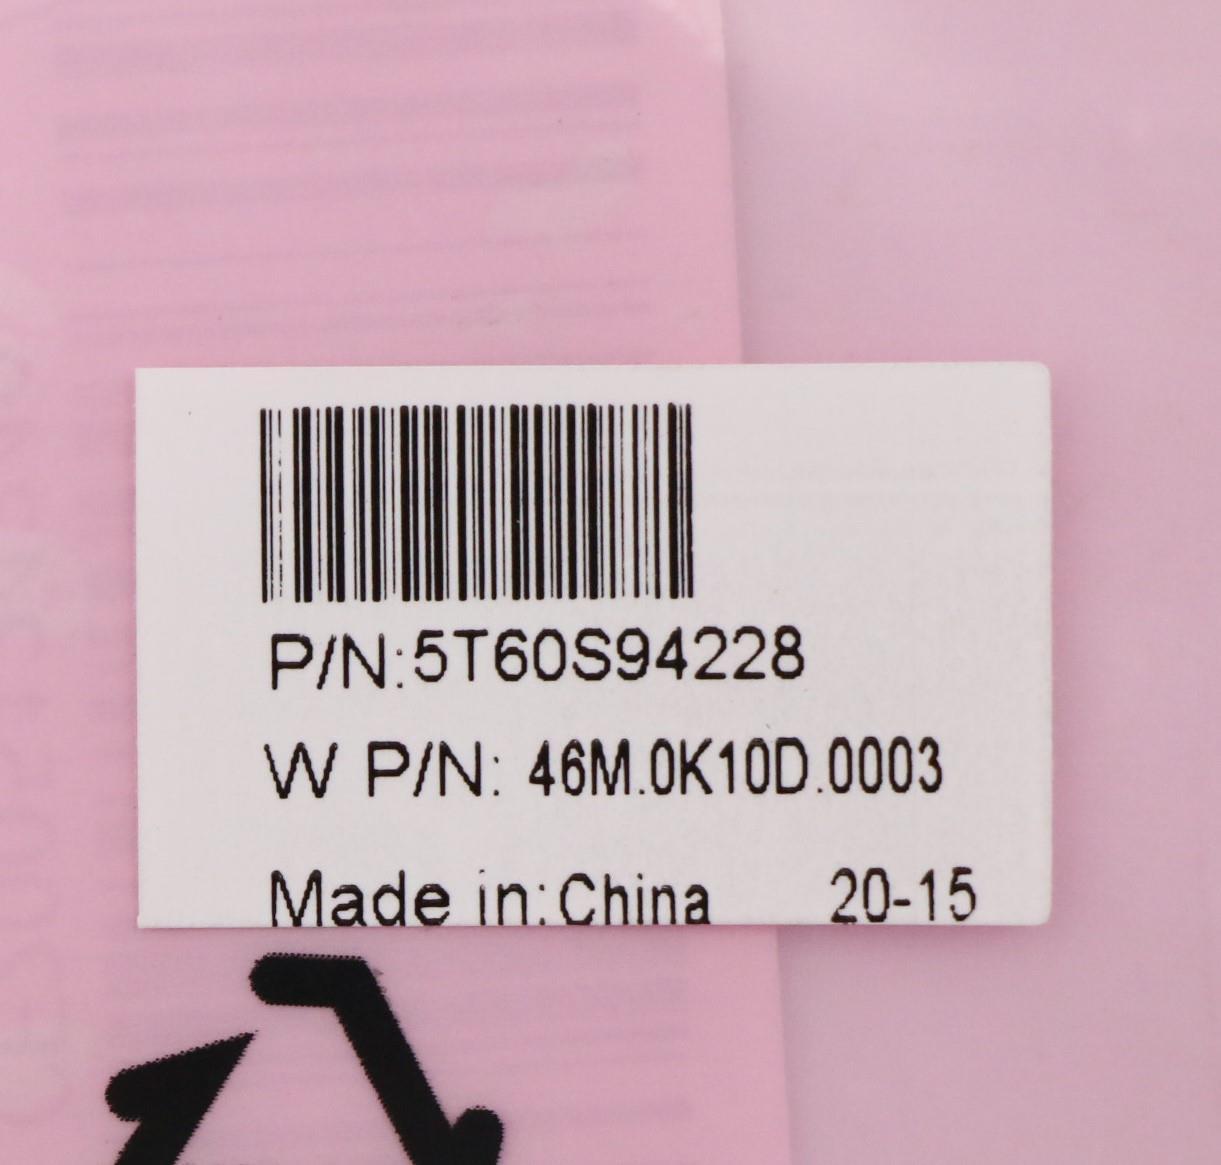 P/N:5T60S94228
W P/N: 46M.0K10D.0003
Made in:China 20-15